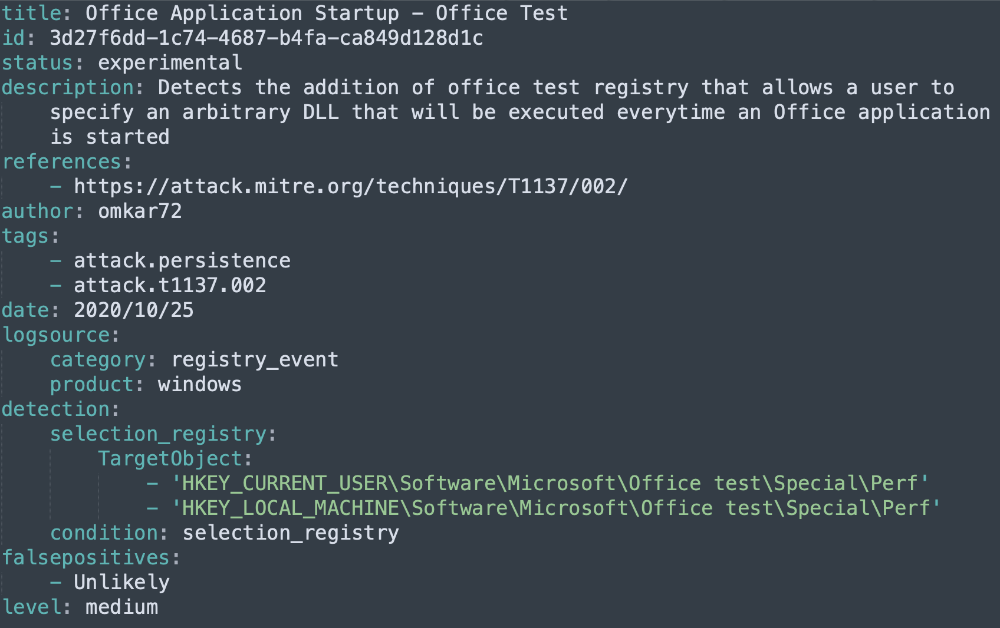 title: Office Application Startup - Office Test
id: 3d27f6dd-1c74-4687-b4fa-ca849d128d1c
status: experimental
description: Detects the addition of office test registry that allows a user to
    specify an arbitrary DLL that will be executed everytime an Office application
    is started
references:
    - https://attack.mitre.org/techniques/T1137/002/
author: omkar72
tags:
    - attack.persistence
    - attack.t1137.002
date: 2020/10/25
logsource:
    category: registry_event
    product: windows
detection:
    selection_registry:
        TargetObject:
            - 'HKEY_CURRENT_USER\Software\Microsoft\Office test\Special\Perf'
            - 'HKEY_LOCAL_MACHINE\Software\Microsoft\Office test\Special\Perf'
    condition: selection_registry
falsepositives:
    - Unlikely
level: medium